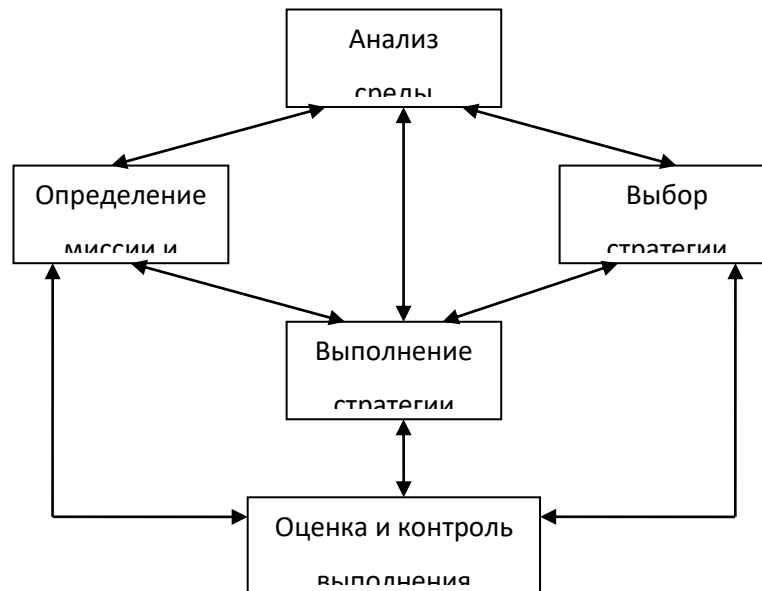 Анализ
среды
Определение
миссии и
Выбор
стратегии
Выполнение
стратегии
Оценка и контроль
выполнения